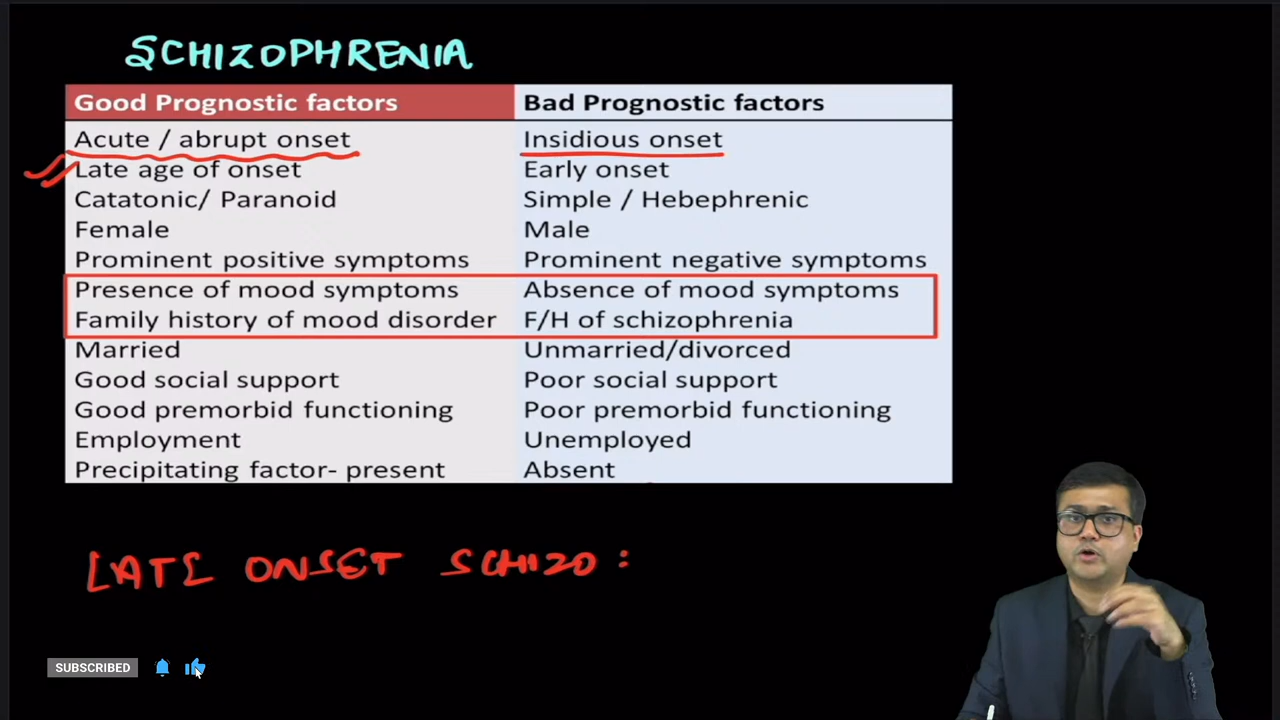 SCHIZOPHRENIA
Good Prognostic factors Bad Prognostic factors
Acute / abrupt onset Insidious onset
Late age of onset Early onset
Catatonic/ Paranoid Simple / Hebephrenic
Female Male
Prominent positive symptoms Prominent negative symptoms
Presence of mood symptoms Absence of mood symptoms
Family history of mood disorder F/H of schizophrenia
Married Unmarried/divorced
Good social support Poor social support
Good premorbid functioning Poor premorbid functioning
Employment Unemployed
Precipitating factor- present Absent
LATE ONSET SCHIZO :
SUBSCRIBED